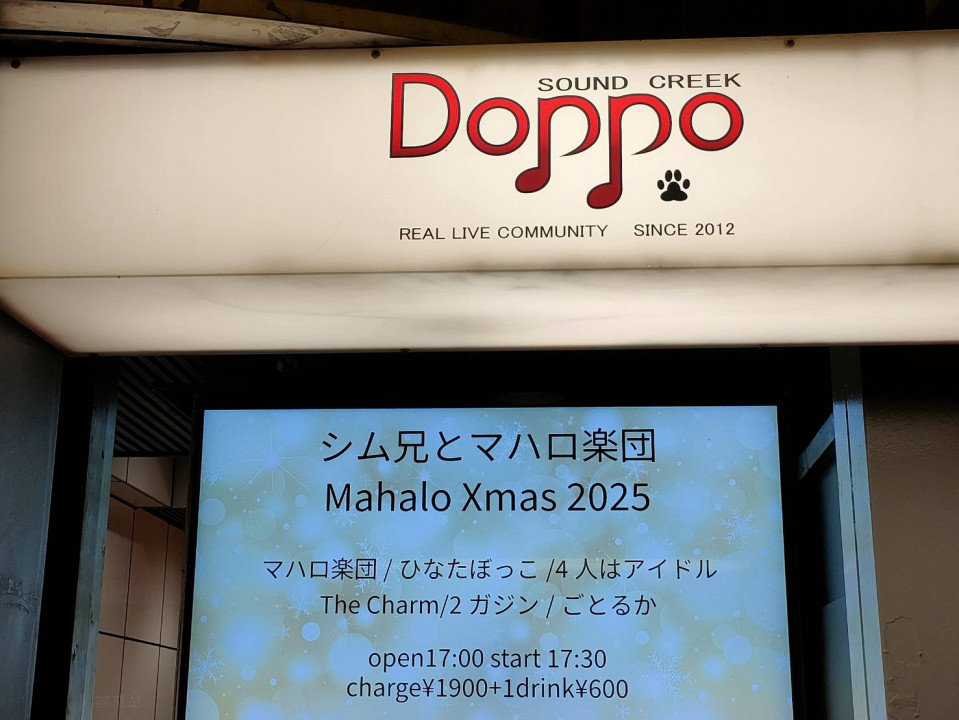 SOUND CREEK
Doppo
REAL LIVE COMMUNITY SINCE 2012
シム兄とマハロ楽団
Mahalo Xmas 2025
マハロ楽団 / ひなたぼっこ /4 人はアイドル
The Charm/2 ガジン / ごとるか
open17:00 start 17:30
charge¥1900+1drink¥600